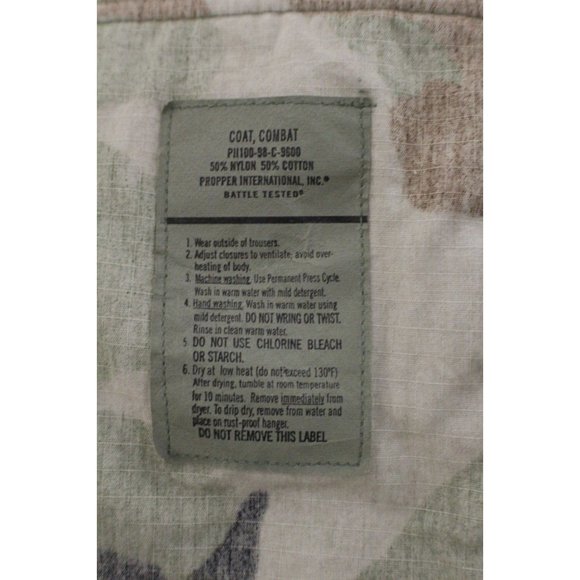 COAT, COMBAT
PII100-98-C-9600
50% NYLON 50% COTTON
PROPPER INTERNATIONAL, INC.®
BATTLE TESTED®
1. Wear outside of trousers.
2. Adjust closures to ventilate; avoid over-
heating of body.
3. Machine washing. Use Permanent Press Cycle.
Wash in warm water with mild detergent.
4. Hand washing. Wash in warm water using
mild detergent. DO NOT WRING OR TWIST.
Rinse in clean warm water.
5. DO NOT USE CHLORINE BLEACH
OR STARCH.
6. Dry at low heat (do not exceed 130°F)
After drying, tumble at room temperature
for 10 minutes. Remove immediately from
dryer. To drip dry, remove from water and
place on rust-proof hanger.
DO NOT REMOVE THIS LABEL